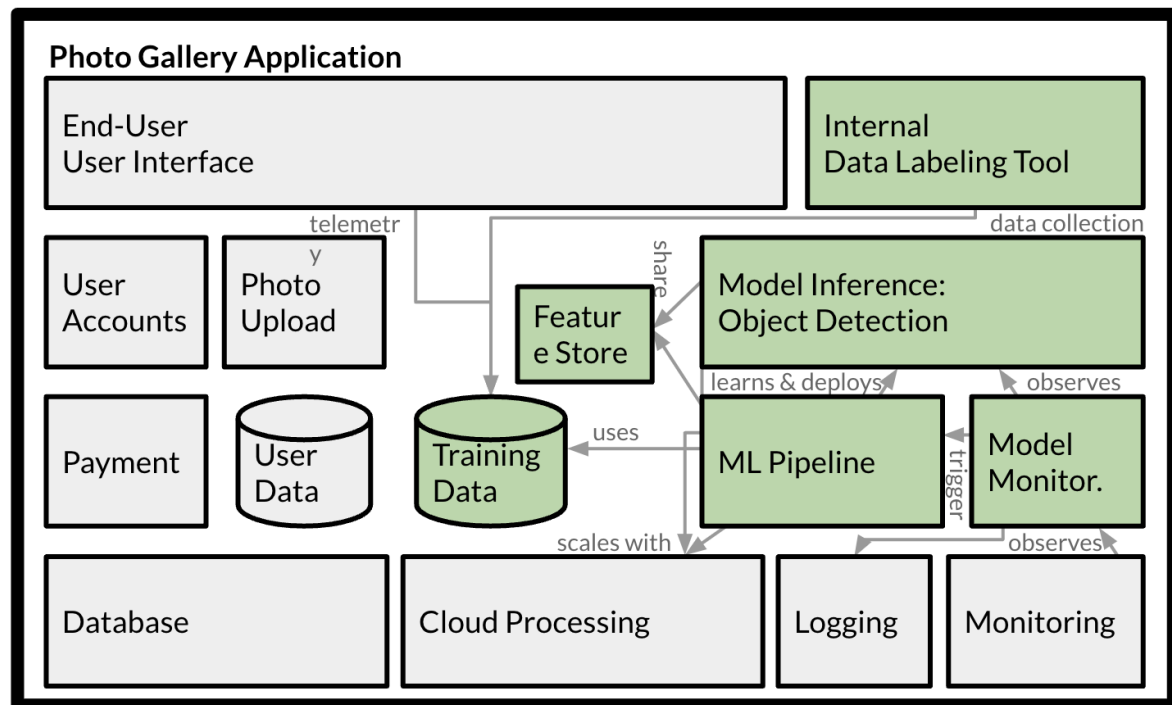 Photo Gallery Application
End-User
User Interface
Internal
Data Labeling Tool
telemetr
y
data collection
User
Accounts
Photo
Upload
share
Featur
e Store
Model Inference:
Object Detection
learns & deploys
observes
Payment
User
Data
Training
Data
uses
ML Pipeline
trigger
Model
Monitor.
scales with
observes
Database
Cloud Processing
Logging
Monitoring